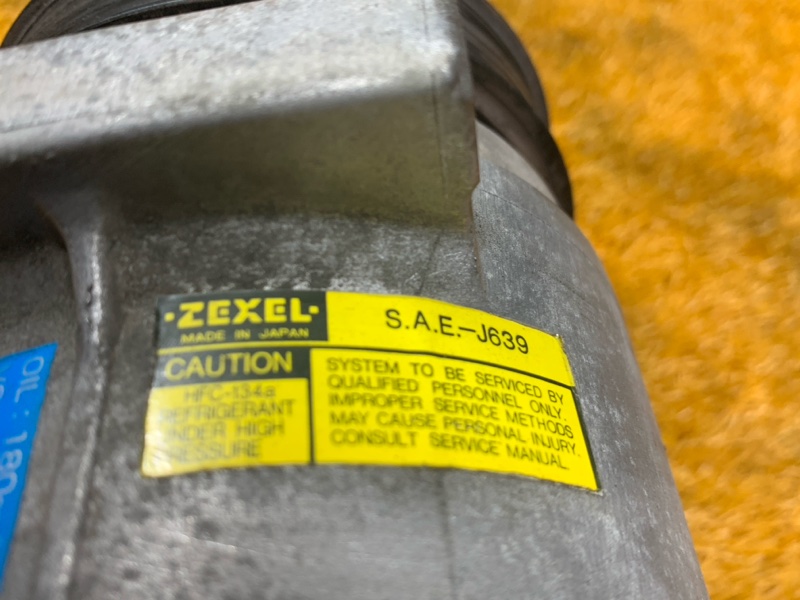 ·ZEXEL·
MADE IN JAPAN
S.A.E.-J639
CAUTION
HFC-134a
REFRIGERANT
UNDER HIGH
PRESSURE
SYSTEM TO BE SERVICED BY
QUALIFIED PERSONNEL ONLY.
IMPROPER SERVICE METHODS
MAY CAUSE PERSONAL INJURY.
CONSULT SERVICE MANUAL.
OIL : 180